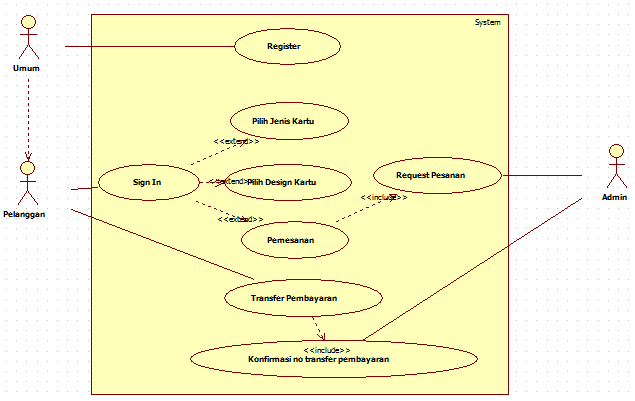 System
Umum
Register
Pilih Jenis Kartu
<<extend>>
Sign In
<<extend>>
Pilih Design Kartu
Request Pesanan
<<include>>
Admin
Pelanggan
<<extend>>
Pemesanan
Transfer Pembayaran
<<include>>
Konfirmasi no transfer pembayaran